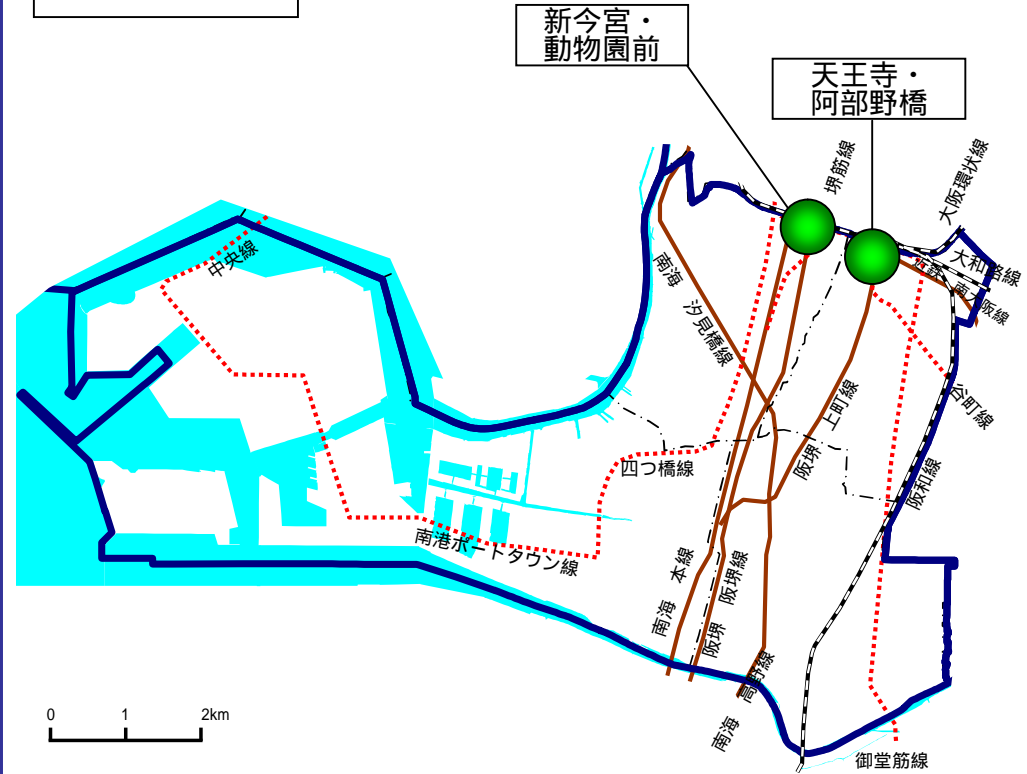 新今宮・
動物園前
天王寺・
阿部野橋
堺筋線
大阪環状線
大和路線
近鉄 南大阪線
中央線
南海 汐見橋線
谷町線
上町線
阪堺
阪和線
四つ橋線
南港ポートタウン線
南海 本線
阪堺 阪堺線
南海 高野線
御堂筋線
0 1 2km